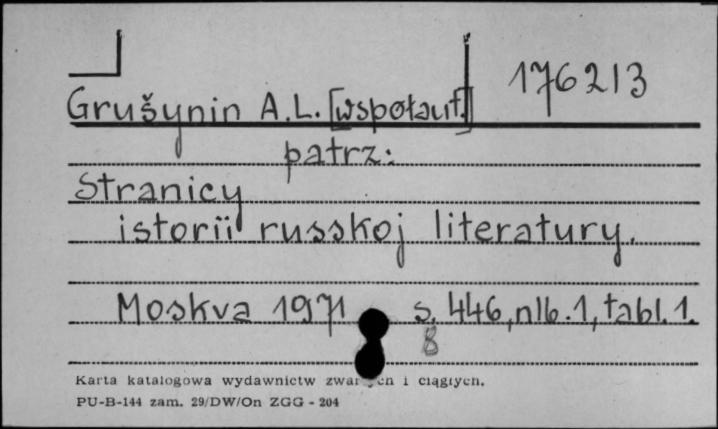 176213
Grušynin A.L. [współaut.]
patrz:
Stranicy
istorii russkoj literatury.
Moskva 1971 s. 446, nlb. 1, tabl. 1.
8
Karta katalogowa wydawnictw i ciągłych.
PU-B-144 zam. 29/DW/On ZGG - 204